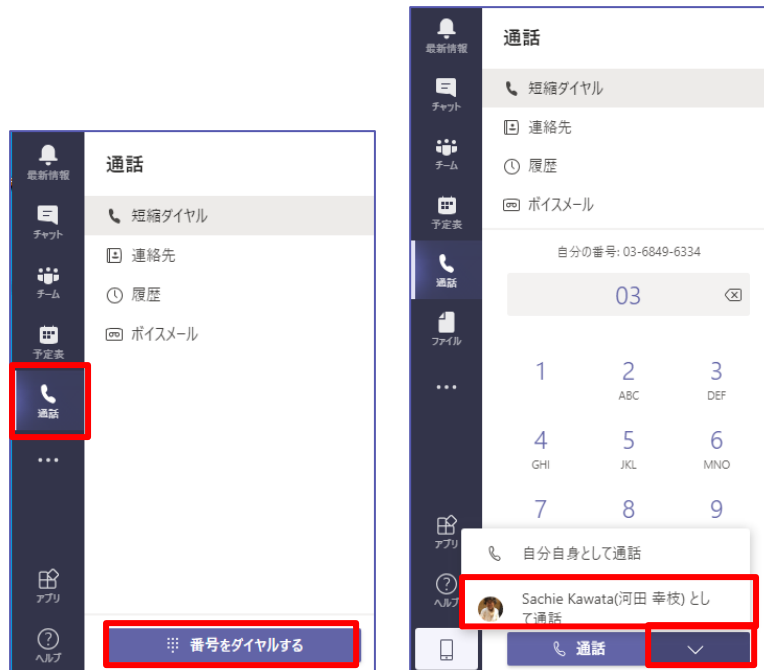 最新情報
チャット
チーム
予定表
通話
アプリ
ヘルプ
通話
短縮ダイヤル
連絡先
履歴
ボイスメール
番号をダイヤルする
最新情報
チャット
チーム
予定表
通話
ファイル
アプリ
ヘルプ
通話
短縮ダイヤル
連絡先
履歴
ボイスメール
自分の番号: 03-6849-6334
03
1 2 3
ABC DEF
4 5 6
GHI JKL MNO
7 8 9
自分自身として通話
Sachie Kawata(河田 幸枝) とし
て通話
通話